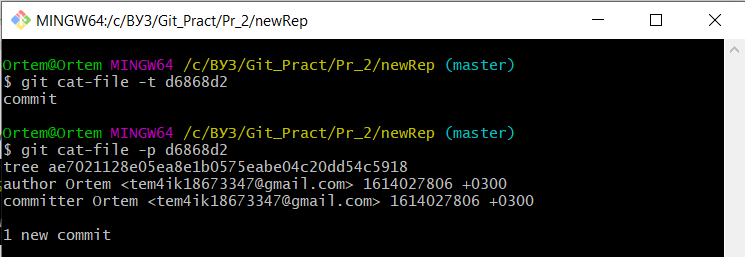 MINGW64:/c/ВУЗ/Git_Pract/Pr_2/newRep
Ortem@Ortem MINGW64 /c/ВУЗ/Git_Pract/Pr_2/newRep (master)
$ git cat-file -t d6868d2
commit
Ortem@Ortem MINGW64 /c/ВУЗ/Git_Pract/Pr_2/newRep (master)
$ git cat-file -p d6868d2
tree ae7021128e05ea8e1b0575eabe04c20dd54c5918
author Ortem <tem4ik18673347@gmail.com> 1614027806 +0300
committer Ortem <tem4ik18673347@gmail.com> 1614027806 +0300
1 new commit